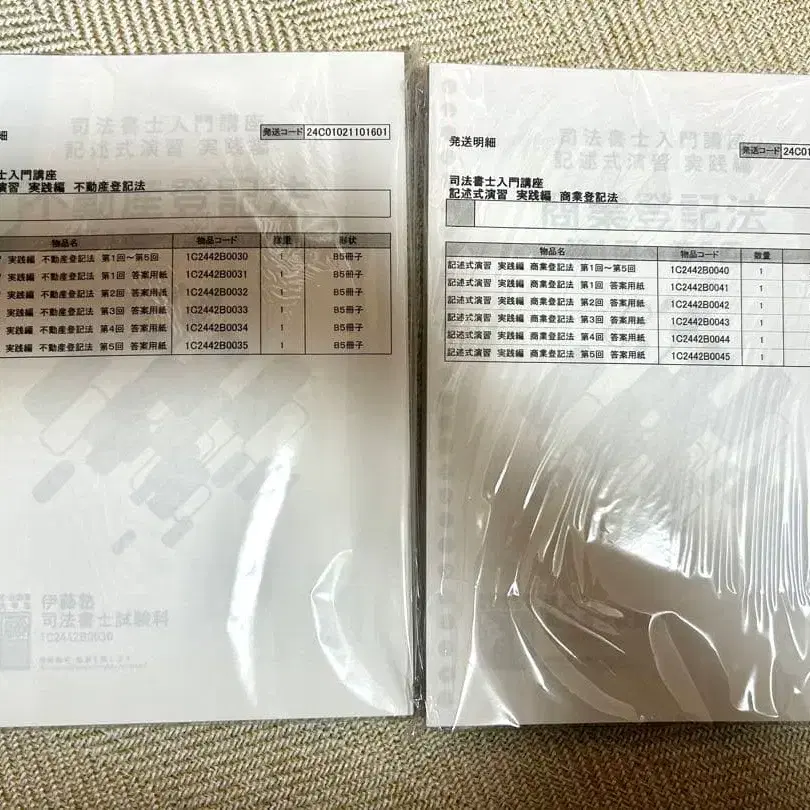 細
発送コード 24C01021101601
士入門講座
演習 実践編 不動産登記法
物品名 物品コード 数量 形状
実践編 不動産登記法 第1回~第5回 1C2442B0030 1 B5冊子
実践編 不動産登記法 第1回 答案用紙 1C2442B0031 1 B5冊子
実践編 不動産登記法 第2回 答案用紙 1C2442B0032 1 B5冊子
実践編 不動産登記法 第3回 答案用紙 1C2442B0033 1 B5冊子
実践編 不動産登記法 第4回 答案用紙 1C2442B0034 1 B5冊子
実践編 不動産登記法 第5回 答案用紙 1C2442B0035 1 B5冊子
司法書士入門講座
記述式演習 実践編
不動産登記法
伊藤塾
司法書士試験科
1C2442B0030
発送明細
発送コード 24C01
司法書士入門講座
記述式演習 実践編 商業登記法
物品名 物品コード 数量
記述式演習 実践編 商業登記法 第1回~第5回 1C2442B0040 1
記述式演習 実践編 商業登記法 第1回 答案用紙 1C2442B0041 1
記述式演習 実践編 商業登記法 第2回 答案用紙 1C2442B0042 1
記述式演習 実践編 商業登記法 第3回 答案用紙 1C2442B0043 1
記述式演習 実践編 商業登記法 第4回 答案用紙 1C2442B0044 1
記述式演習 実践編 商業登記法 第5回 答案用紙 1C2442B0045 1
司法書士入門講座
記述式演習 実践編
商業登記法